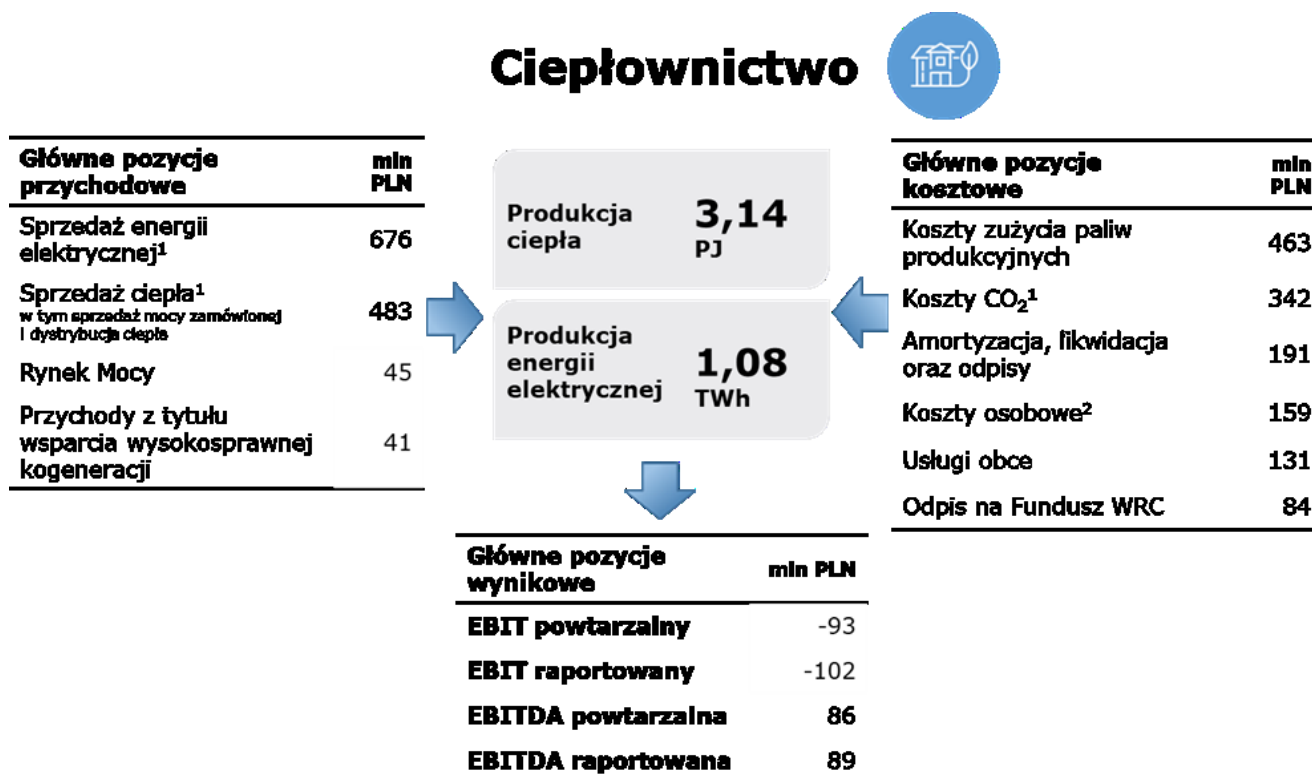 Ciepłownictwo
Główne pozycje
przychodowe
mln
PLN
Sprzedaż energii
elektrycznej¹
676
Sprzedaż ciepła¹
w tym sprzedaż mocy zamówionej
i dystrybucja ciepła
483
Rynek Mocy
45
Przychody z tytułu
wsparcia wysokosprawnej
kogeneracji
41
Produkcja
ciepła
3,14
PJ
Produkcja
energii
elektrycznej
1,08
TWh
Główne pozycje
kosztowe
mln
PLN
Koszty zużycia paliw
produkcyjnych
463
Koszty CO₂¹
342
Amortyzacja, likwidacja
oraz odpisy
191
Koszty osobowe²
159
Usługi obce
131
Odpis na Fundusz WRC
84
Główne pozycje
wynikowe
mln PLN
EBIT powtarzalny
-93
EBIT raportowany
-102
EBITDA powtarzalna
86
EBITDA raportowana
89